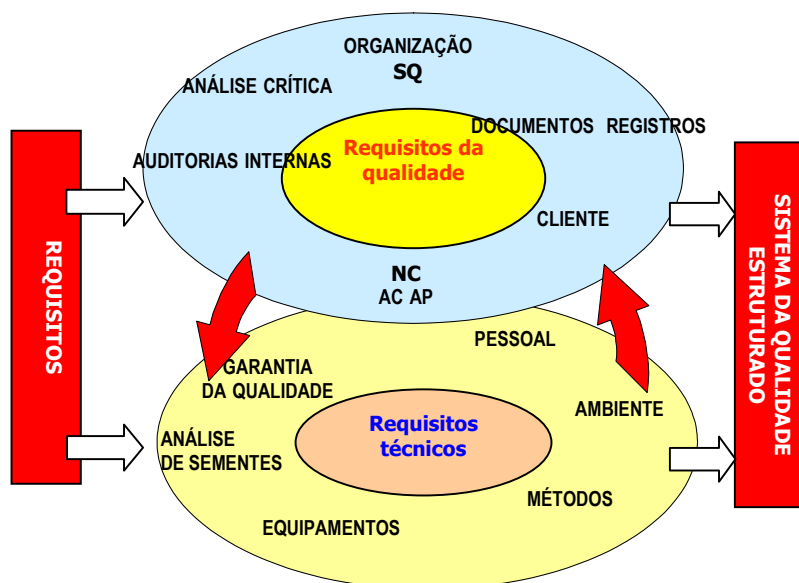 REQUISITOS
ORGANIZAÇÃO
SQ
ANÁLISE CRÍTICA
DOCUMENTOS REGISTROS
AUDITORIAS INTERNAS
Requisitos da
qualidade
CLIENTE
NC
AC AP
PESSOAL
GARANTIA
DA QUALIDADE
AMBIENTE
Requisitos
técnicos
ANÁLISE
DE SEMENTES
MÉTODOS
EQUIPAMENTOS
SISTEMA DA QUALIDADE
ESTRUTURADO